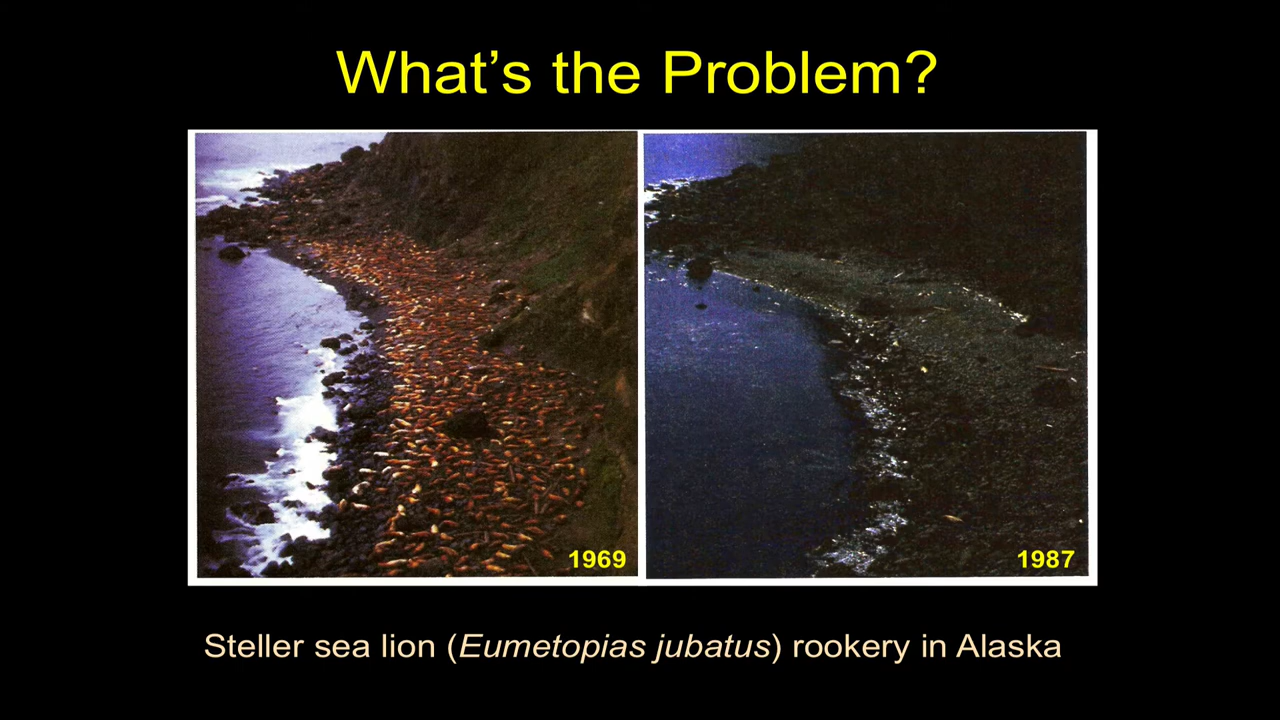 What’s the Problem?
1969
1987
Steller sea lion (Eumetopias jubatus) rookery in Alaska